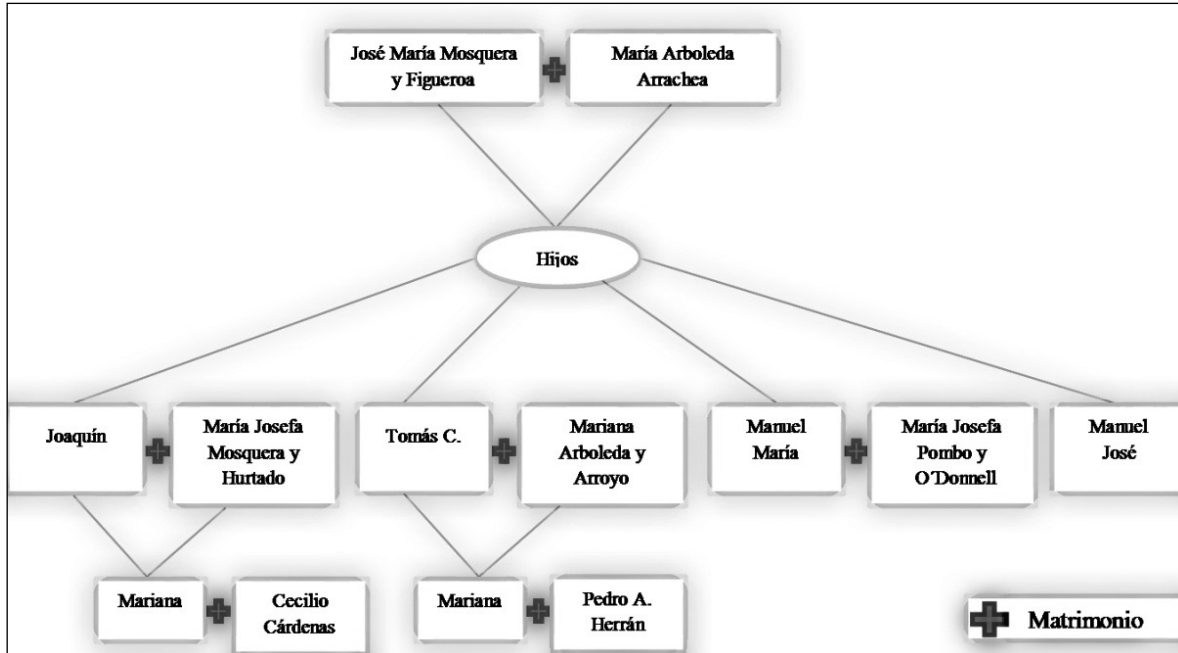 José María Mosquera
y Figueroa
María Arboleda
Arrachea
Hijos
Joaquín
María Josefa
Mosquera y
Hurtado
Tomás C.
Mariana
Arboleda y
Arroyo
Manuel
María
María Josefa
Pombo y
O´Donnell
Manuel
José
Mariana
Cecilio
Cárdenas
Mariana
Pedro A.
Herrán
Matrimonio